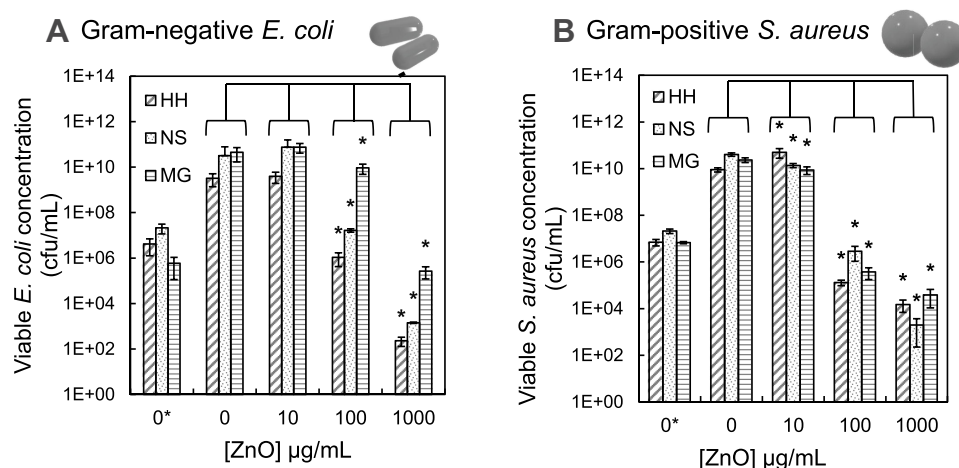 A Gram-negative E. coli
1E+14
1E+12
1E+10
1E+08
1E+06
1E+04
1E+02
1E+00
HH
NS
MG
* * *
* * *
0* 0 10 100 1000
[ZnO] µg/mL
Viable E. coli concentration
(cfu/mL)
B Gram-positive S. aureus
1E+14
1E+12
1E+10
1E+08
1E+06
1E+04
1E+02
1E+00
HH
NS
MG
* * *
* * *
* * *
0* 0 10 100 1000
[ZnO] µg/mL
Viable S. aureus concentration
(cfu/mL)